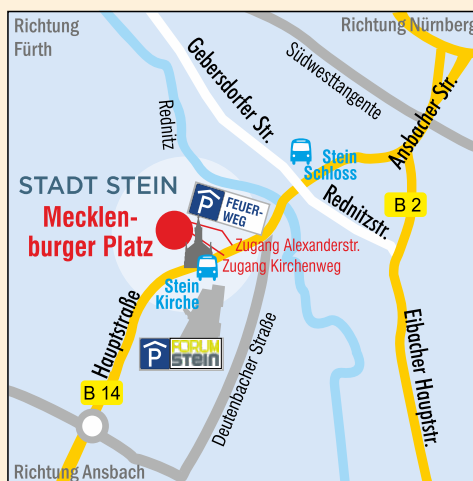 Richtung
Fürth
Richtung Nürnberg
Gebersdorfer Str.
Südwesttangente
Rednitz
Ansbacher Str.
Stein
Schloss
STADT STEIN
Mecklen-
burger Platz
P
FEUER-
WEG
Rednitzstr.
B 2
Zugang Alexanderstr.
Zugang Kirchenweg
Stein
Kirche
Hauptstraße
P
FORUM
STEIN
Deutenbacher Straße
Eibacher Hauptstr.
B 14
Richtung Ansbach